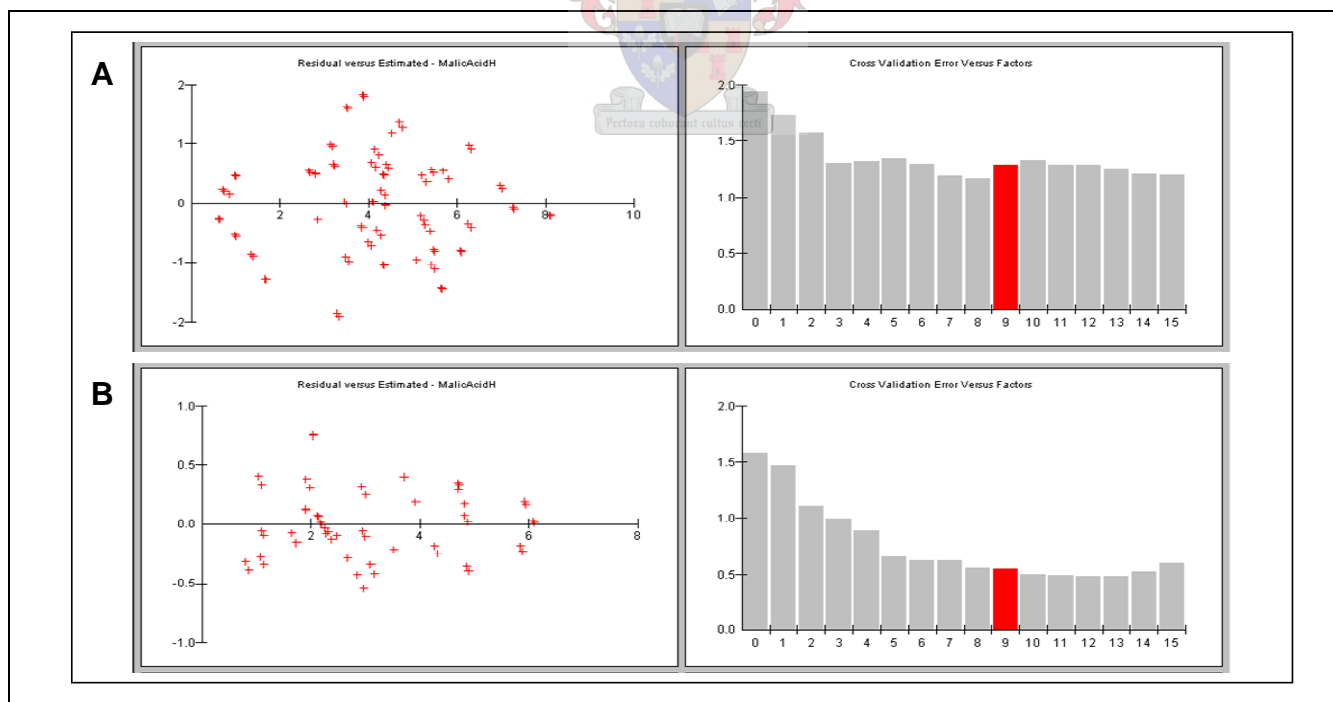 A
Residual versus Estimated - MalicAcidH
2
1
0
-1
-2
2 4 6 8 10
Cross Validation Error Versus Factors
2.0
1.5
1.0
0.5
0.0
0 1 2 3 4 5 6 7 8 9 10 11 12 13 14 15
Pectora roborant cultus recti
B
Residual versus Estimated - MalicAcidH
1.0
0.5
0.0
-0.5
-1.0
2 4 6 8
Cross Validation Error Versus Factors
2.0
1.5
1.0
0.5
0.0
0 1 2 3 4 5 6 7 8 9 10 11 12 13 14 15